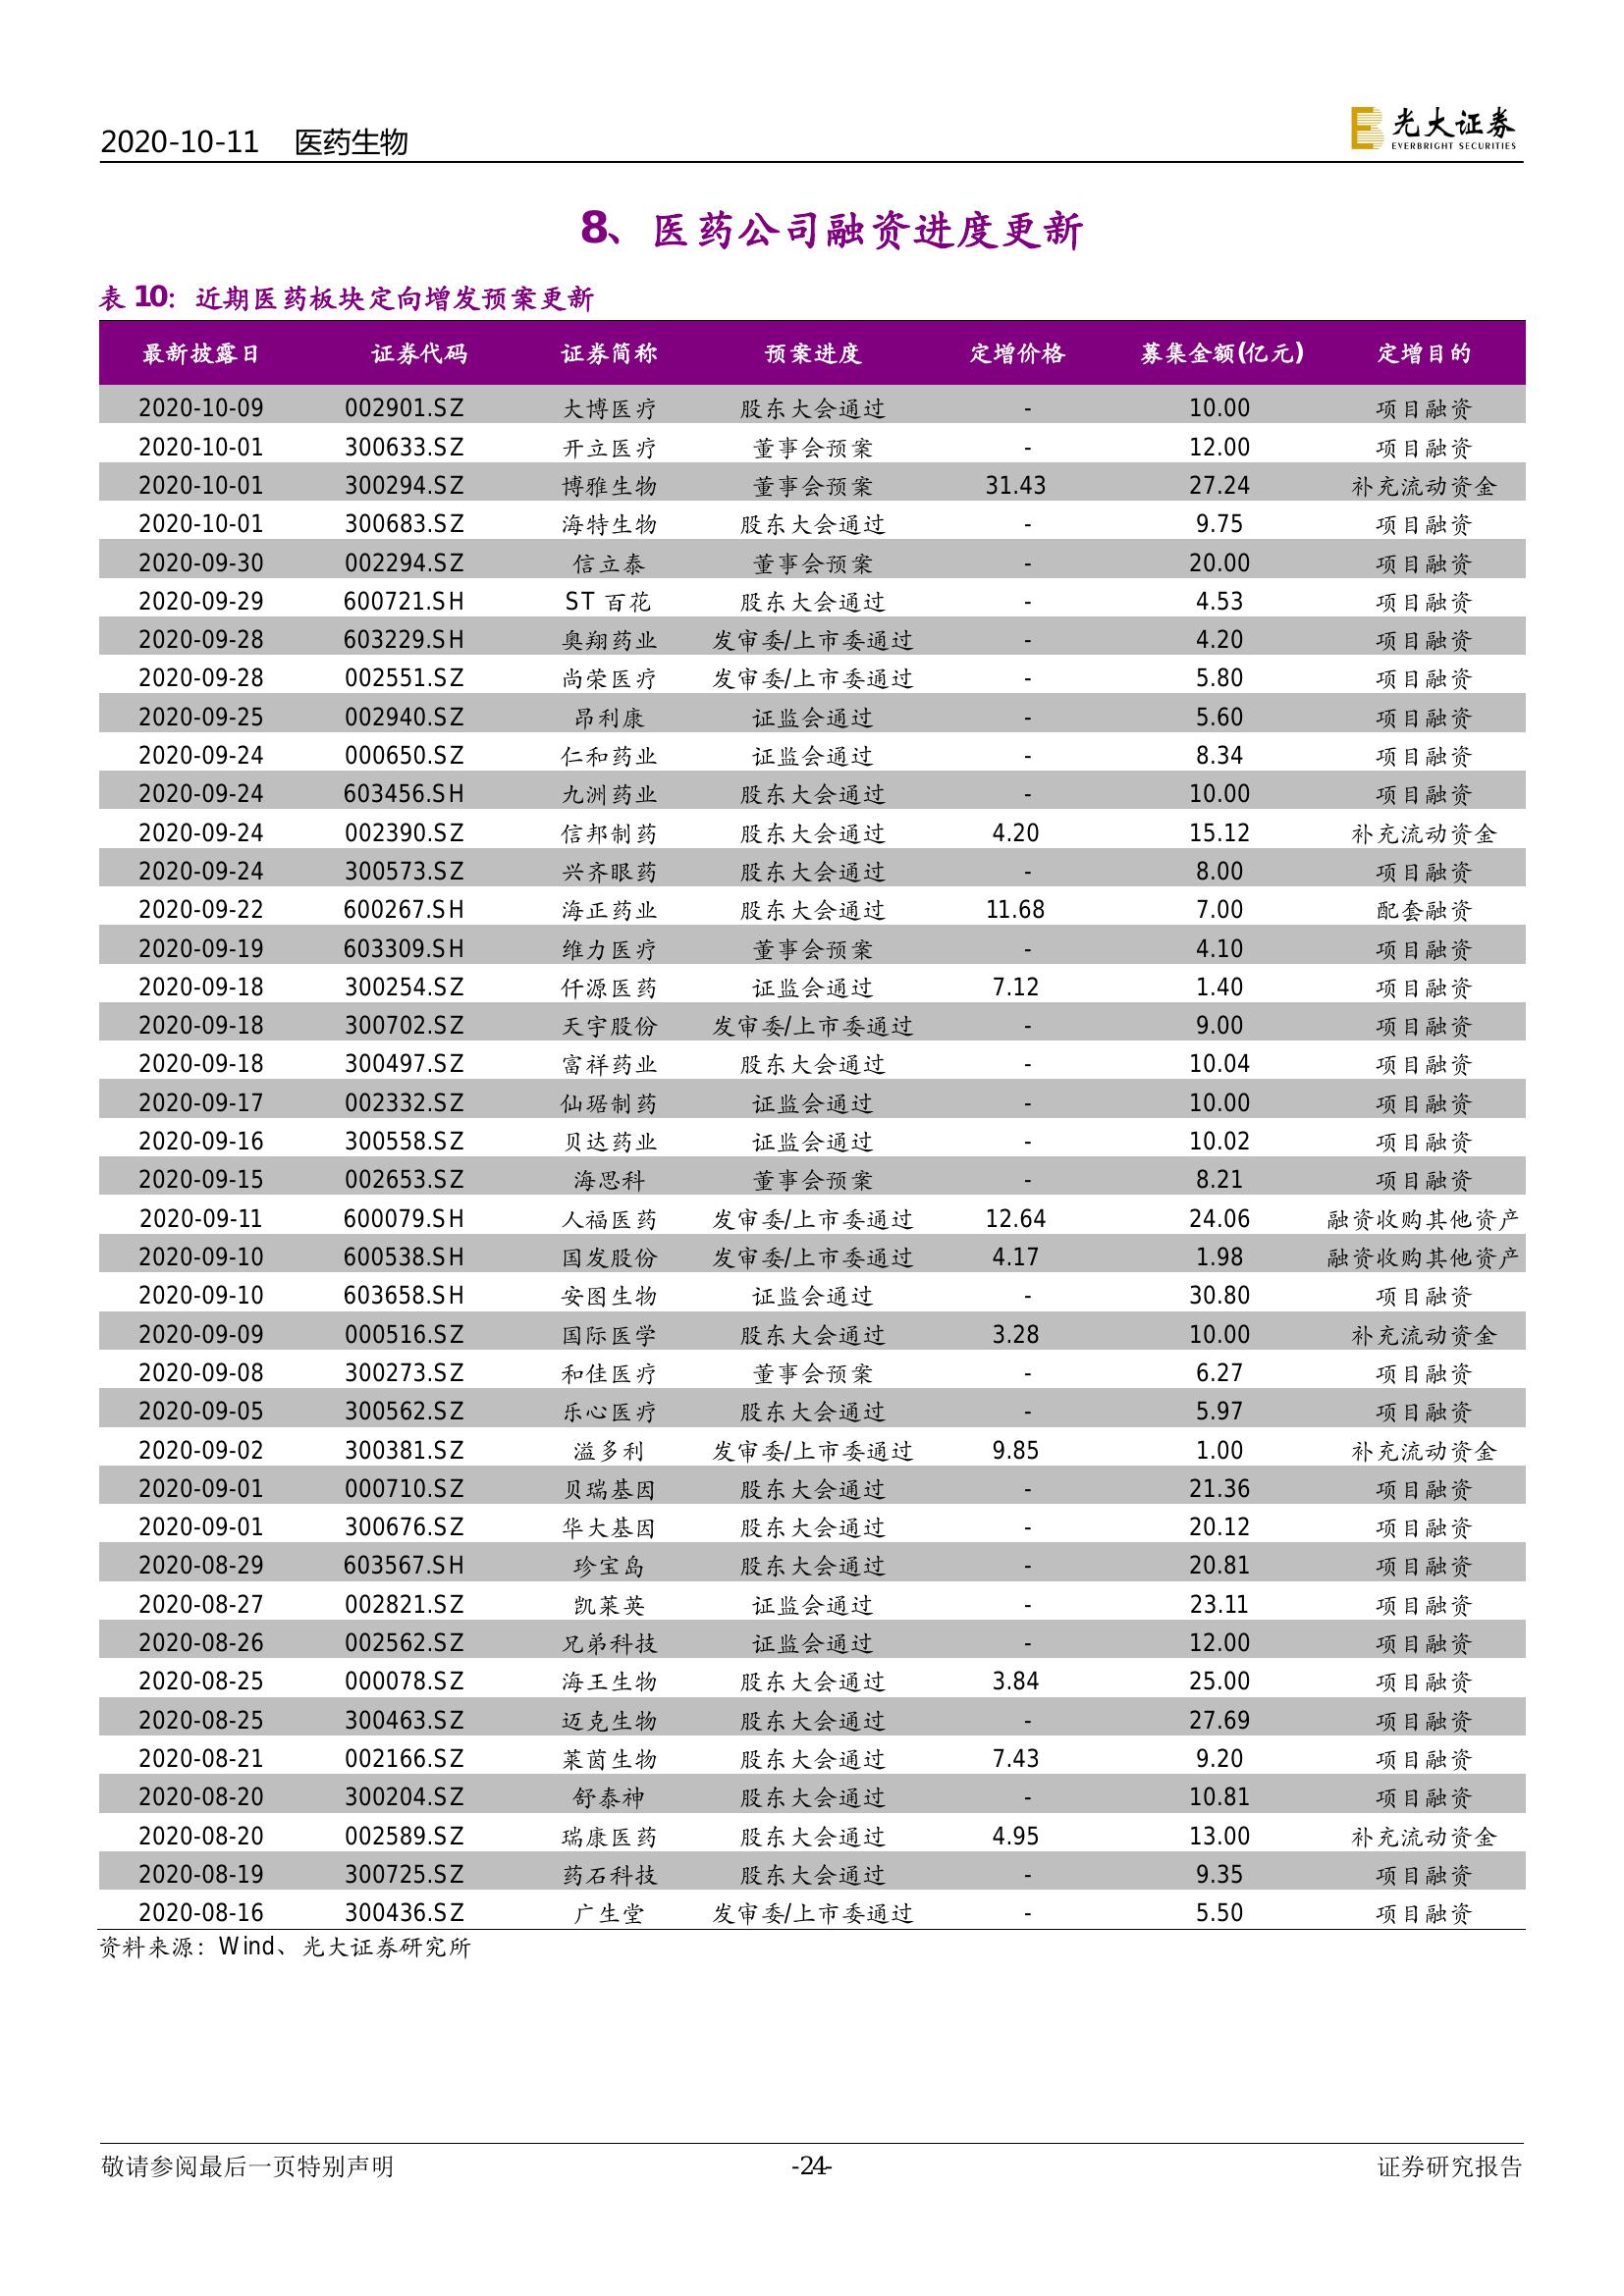 2020-10-11 医药生物
光大证券
EVERBRIGHT SECURITIES
8、医药公司融资进度更新
表 10：近期医药板块定向增发预案更新
最新披露日 证券代码 证券简称 预案进度 定增价格 募集金额(亿元) 定增目的
2020-10-09 002901.SZ 大博医疗 股东大会通过 - 10.00 项目融资
2020-10-01 300633.SZ 开立医疗 董事会预案 - 12.00 项目融资
2020-10-01 300294.SZ 博雅生物 董事会预案 31.43 27.24 补充流动资金
2020-10-01 300683.SZ 海特生物 股东大会通过 - 9.75 项目融资
2020-09-30 002294.SZ 信立泰 董事会预案 - 20.00 项目融资
2020-09-29 600721.SH ST 百花 股东大会通过 - 4.53 项目融资
2020-09-28 603229.SH 奥翔药业 发审委/上市委通过 - 4.20 项目融资
2020-09-28 002551.SZ 尚荣医疗 发审委/上市委通过 - 5.80 项目融资
2020-09-25 002940.SZ 昂利康 证监会通过 - 5.60 项目融资
2020-09-24 000650.SZ 仁和药业 证监会通过 - 8.34 项目融资
2020-09-24 603456.SH 九洲药业 股东大会通过 - 10.00 项目融资
2020-09-24 002390.SZ 信邦制药 股东大会通过 4.20 15.12 补充流动资金
2020-09-24 300573.SZ 兴齐眼药 股东大会通过 - 8.00 项目融资
2020-09-22 600267.SH 海正药业 股东大会通过 11.68 7.00 配套融资
2020-09-19 603309.SH 维力医疗 董事会预案 - 4.10 项目融资
2020-09-18 300254.SZ 仟源医药 证监会通过 7.12 1.40 项目融资
2020-09-18 300702.SZ 天宇股份 发审委/上市委通过 - 9.00 项目融资
2020-09-18 300497.SZ 富祥药业 股东大会通过 - 10.04 项目融资
2020-09-17 002332.SZ 仙琚制药 证监会通过 - 10.00 项目融资
2020-09-16 300558.SZ 贝达药业 证监会通过 - 10.02 项目融资
2020-09-15 002653.SZ 海思科 董事会预案 - 8.21 项目融资
2020-09-11 600079.SH 人福医药 发审委/上市委通过 12.64 24.06 融资收购其他资产
2020-09-10 600538.SH 国发股份 发审委/上市委通过 4.17 1.98 融资收购其他资产
2020-09-10 603658.SH 安图生物 证监会通过 - 30.80 项目融资
2020-09-09 000516.SZ 国际医学 股东大会通过 3.28 10.00 补充流动资金
2020-09-08 300273.SZ 和佳医疗 董事会预案 - 6.27 项目融资
2020-09-05 300562.SZ 乐心医疗 股东大会通过 - 5.97 项目融资
2020-09-02 300381.SZ 溢多利 发审委/上市委通过 9.85 1.00 补充流动资金
2020-09-01 000710.SZ 贝瑞基因 股东大会通过 - 21.36 项目融资
2020-09-01 300676.SZ 华大基因 股东大会通过 - 20.12 项目融资
2020-08-29 603567.SH 珍宝岛 股东大会通过 - 20.81 项目融资
2020-08-27 002821.SZ 凯莱英 证监会通过 - 23.11 项目融资
2020-08-26 002562.SZ 兄弟科技 证监会通过 - 12.00 项目融资
2020-08-25 000078.SZ 海王生物 股东大会通过 3.84 25.00 项目融资
2020-08-25 300463.SZ 迈克生物 股东大会通过 - 27.69 项目融资
2020-08-21 002166.SZ 莱茵生物 股东大会通过 7.43 9.20 项目融资
2020-08-20 300204.SZ 舒泰神 股东大会通过 - 10.81 项目融资
2020-08-20 002589.SZ 瑞康医药 股东大会通过 4.95 13.00 补充流动资金
2020-08-19 300725.SZ 药石科技 股东大会通过 - 9.35 项目融资
2020-08-16 300436.SZ 广生堂 发审委/上市委通过 - 5.50 项目融资
资料来源：Wind、光大证券研究所
敬请参阅最后一页特别声明 -24- 证券研究报告